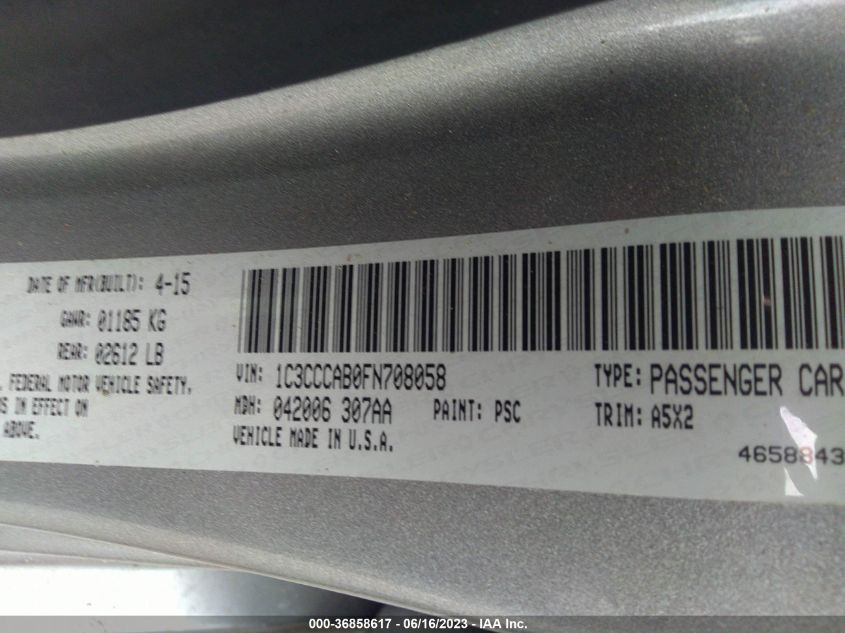 DATE OF MFR(BUILT): 4-15
GAWR: 01185 KG
REAR: 02612 LB
FEDERAL MOTOR VEHICLE SAFETY,
IN EFFECT ON
ABOVE.
VIN: 1C3CCCAB0FN708058
MDH: 042006 307AA PAINT: PSC
VEHICLE MADE IN U.S.A.
TYPE: PASSENGER CAR
TRIM: A5X2
4658843
000-36858617 - 06/16/2023 - IAA Inc.